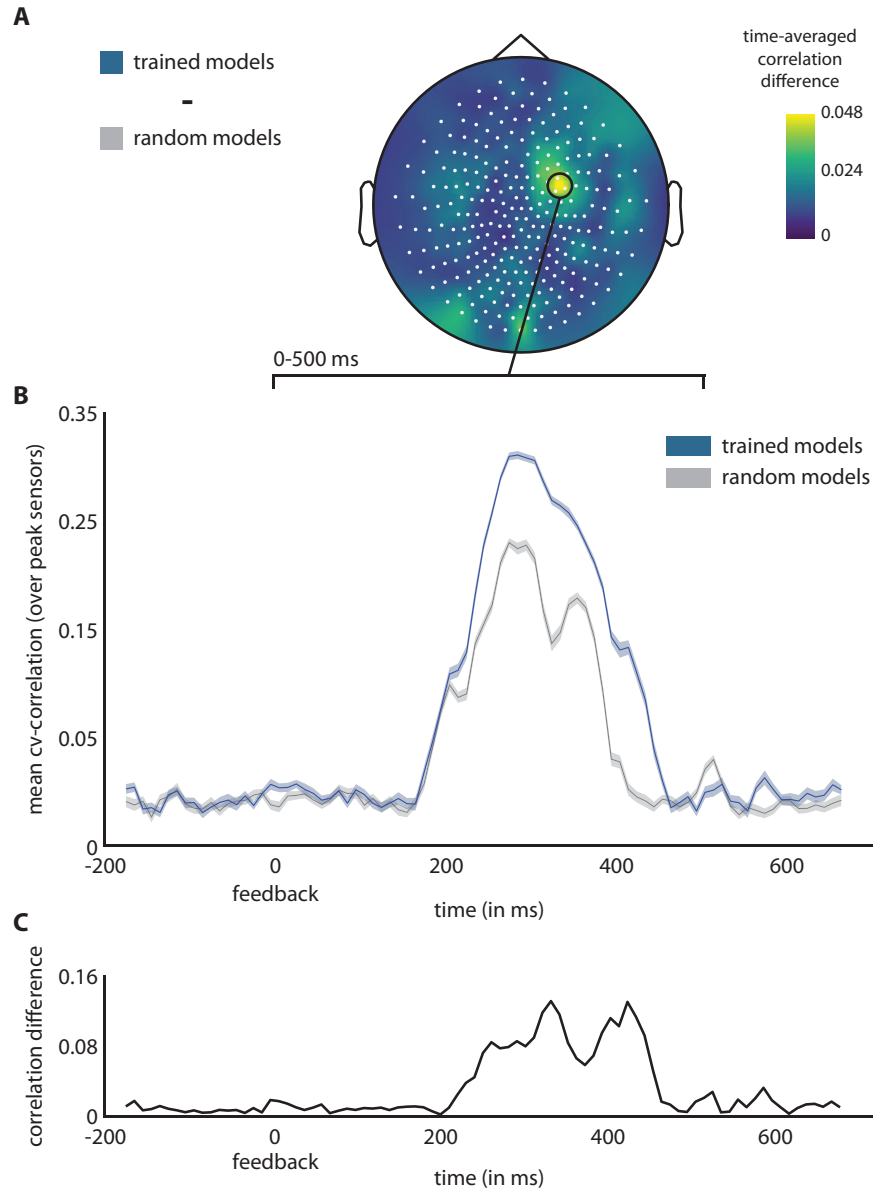 A
trained models
-
random models
time-averaged
correlation
difference
0.048
0.024
0
0-500 ms
B
mean cv-correlation (over peak sensors)
0.35
0.25
0.15
0.05
0
trained models
random models
-200
0
200
400
600
feedback
time (in ms)
C
correlation difference
0.16
0.08
0
-200
0
200
400
600
feedback
time (in ms)